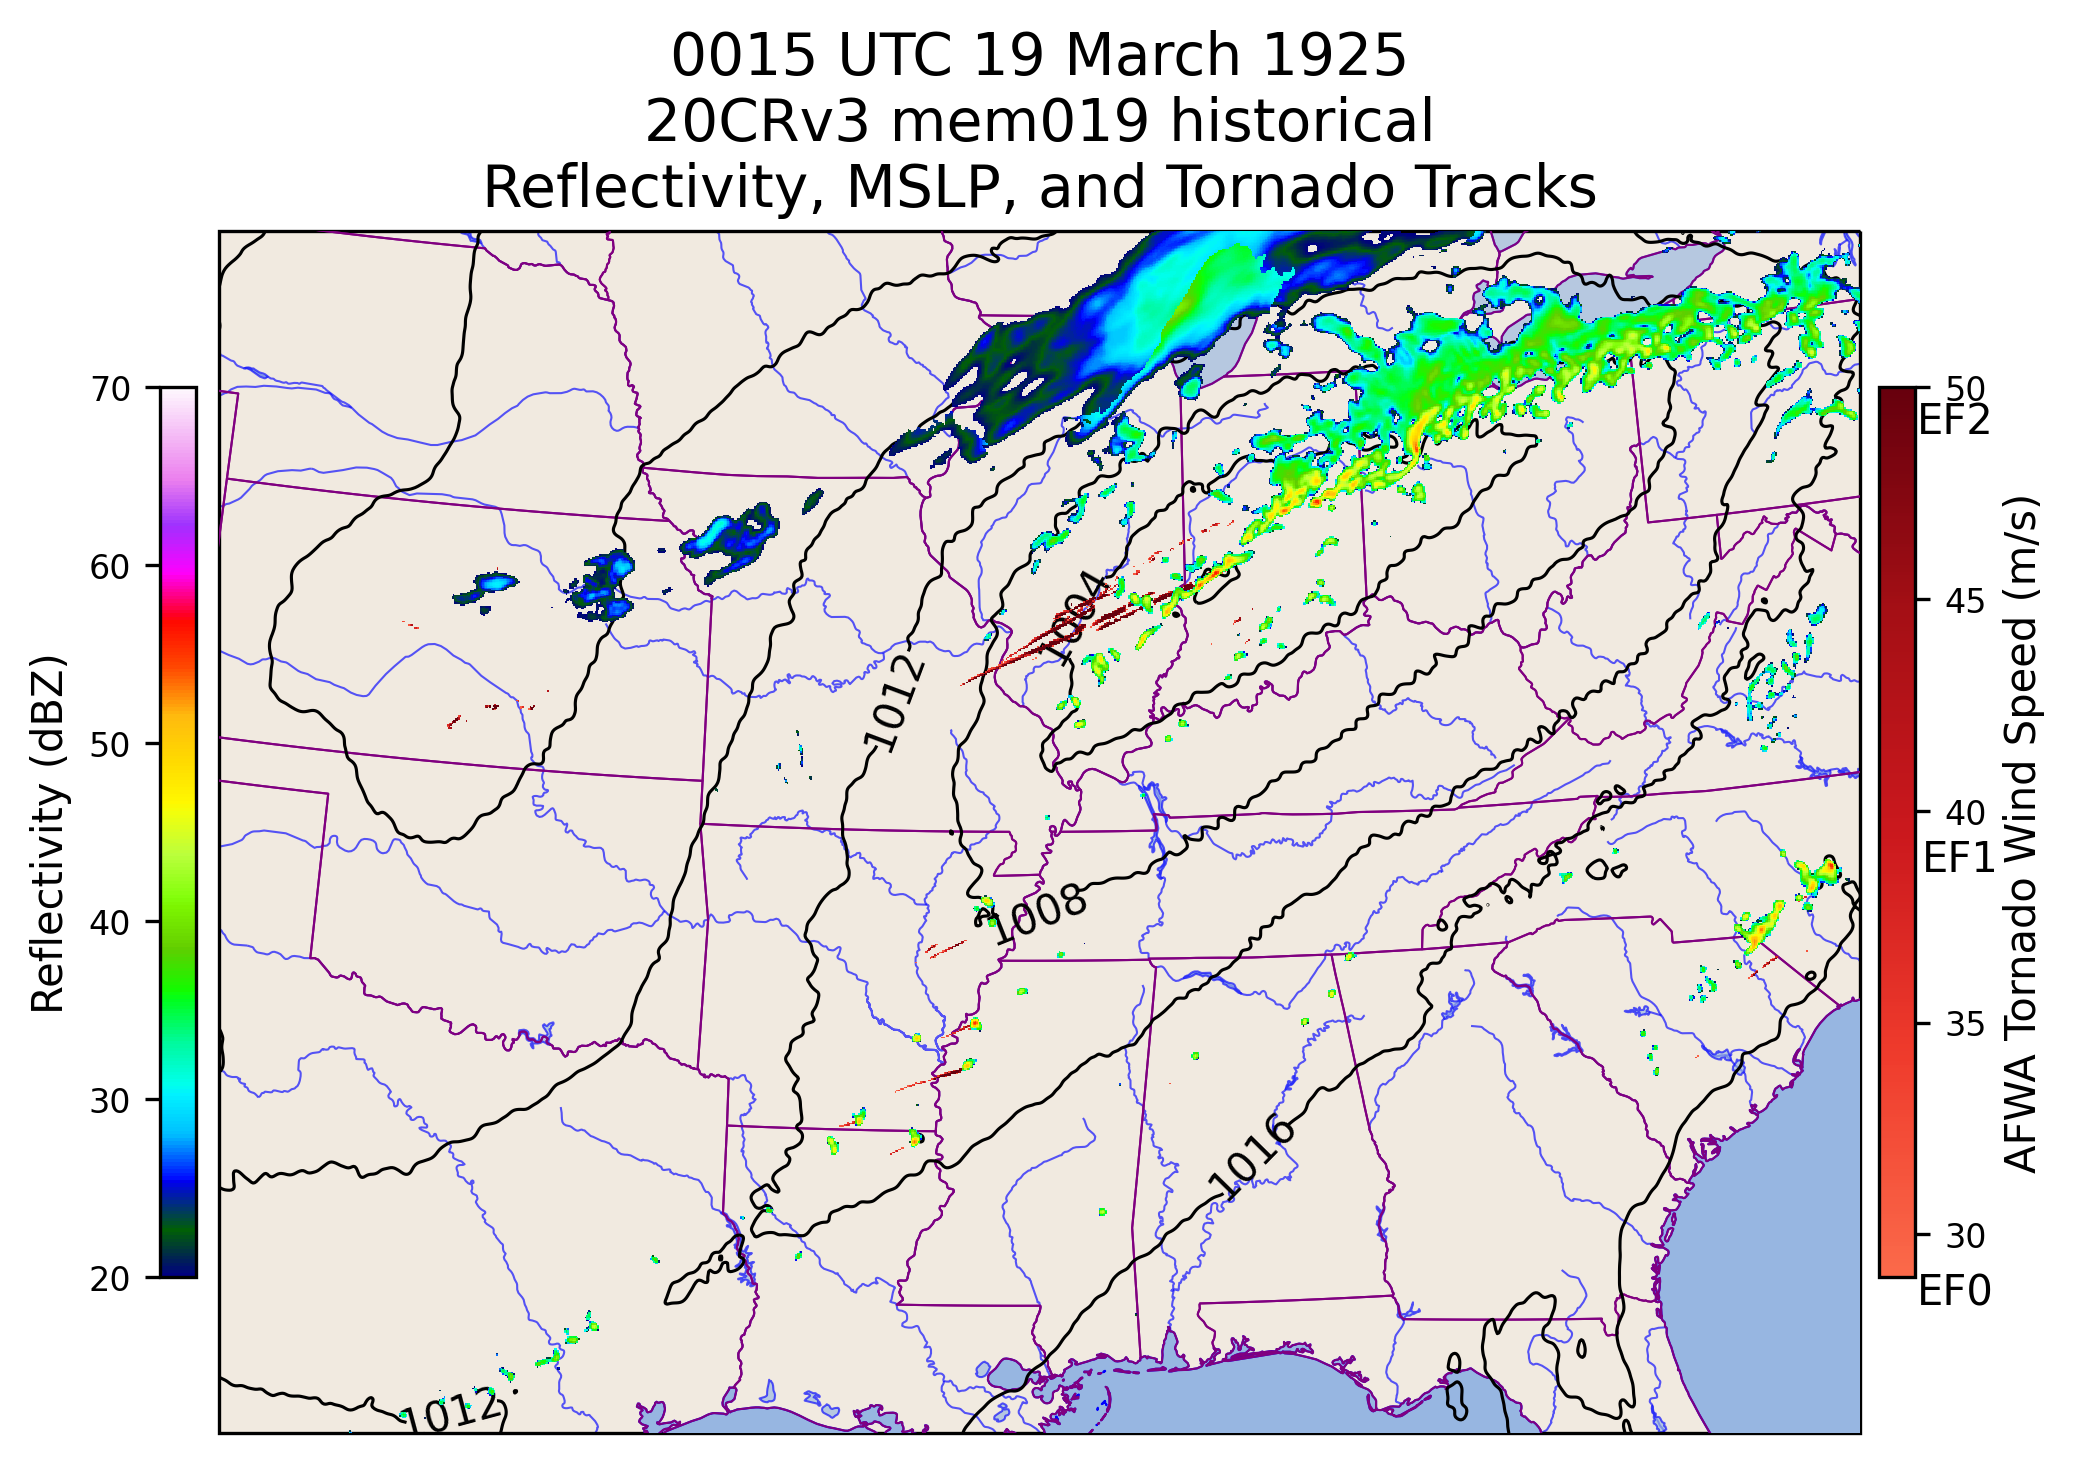 0015 UTC 19 March 1925
20CRv3 mem019 historical
Reflectivity, MSLP, and Tornado Tracks
70
60
50
40
30
20
Reflectivity (dBZ)
1004
1012
1008
1016
1012
50
EF2
45
40
EF1
35
30
EF0
AFWA Tornado Wind Speed (m/s)